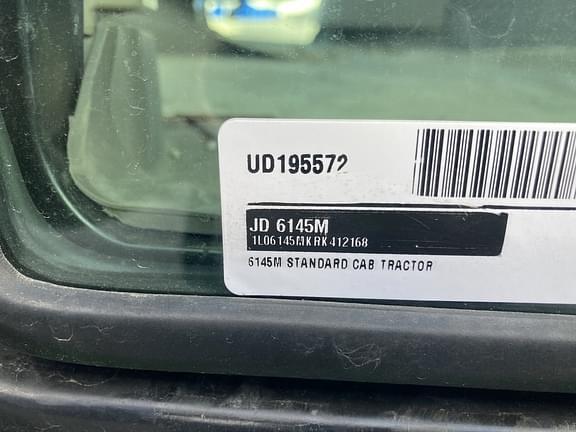 UD195572
JD 6145M
1L06145MKRK412168
6145M STANDARD CAB TRACTOR